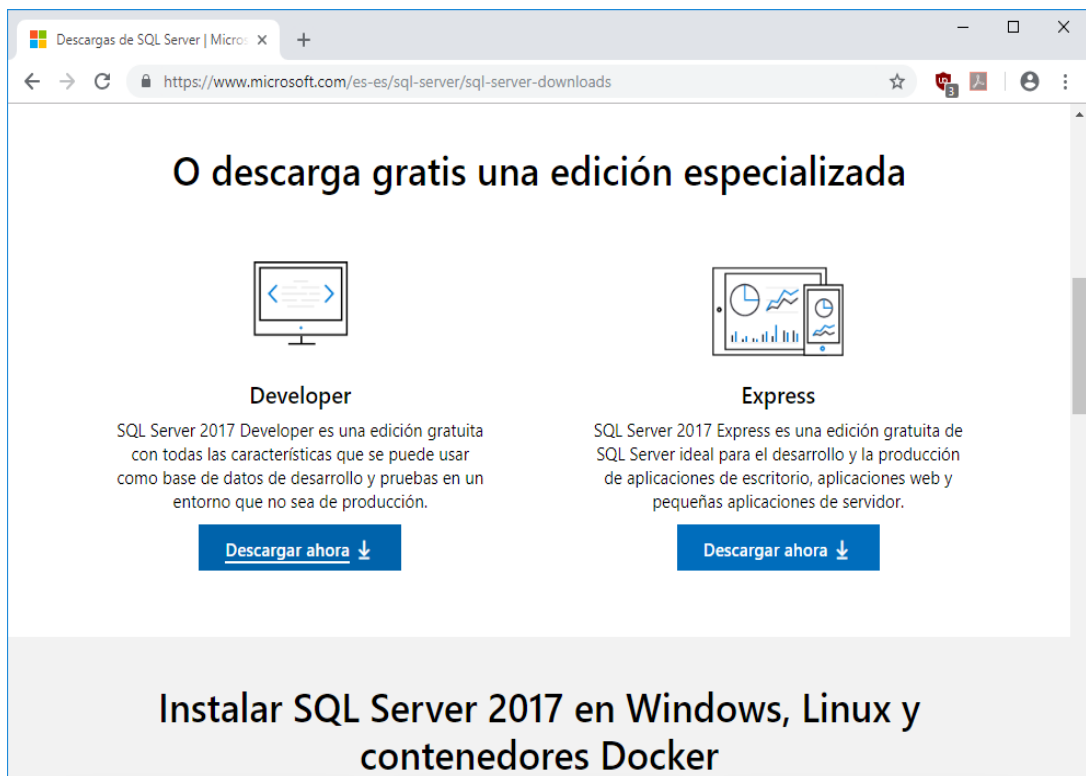 Descargas de SQL Server | Micros
https://www.microsoft.com/es-es/sql-server/sql-server-downloads
3
O descarga gratis una edición especializada
Developer
SQL Server 2017 Developer es una edición gratuita
con todas las características que se puede usar
como base de datos de desarrollo y pruebas en un
entorno que no sea de producción.
Descargar ahora
Express
SQL Server 2017 Express es una edición gratuita de
SQL Server ideal para el desarrollo y la producción
de aplicaciones de escritorio, aplicaciones web y
pequeñas aplicaciones de servidor.
Descargar ahora
Instalar SQL Server 2017 en Windows, Linux y
contenedores Docker